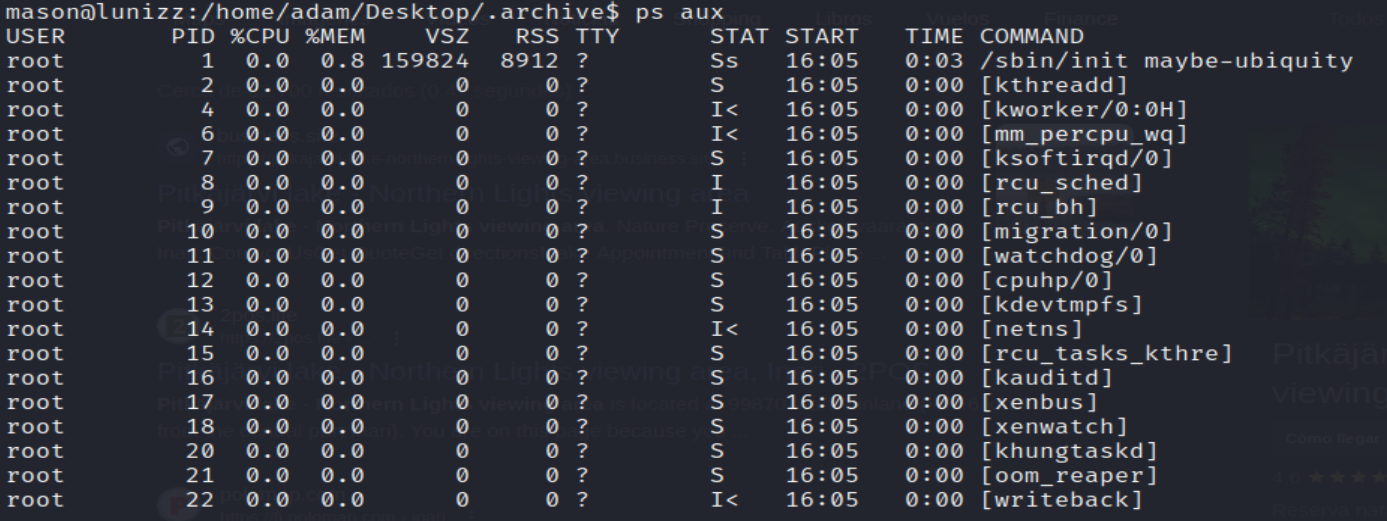 mason@lunizz:/home/adam/Desktop/.archive$ ps aux
USER PID %CPU %MEM VSZ RSS TTY STAT START TIME COMMAND
root 1 0.0 0.8 159824 8912 ? Ss 16:05 0:03 /sbin/init maybe-ubiquity
root 2 0.0 0.0 0 0 ? S 16:05 0:00 [kthreadd]
root 4 0.0 0.0 0 0 ? I< 16:05 0:00 [kworker/0:0H]
root 6 0.0 0.0 0 0 ? I< 16:05 0:00 [mm_percpu_wq]
root 7 0.0 0.0 0 0 ? S 16:05 0:00 [ksoftirqd/0]
root 8 0.0 0.0 0 0 ? I 16:05 0:00 [rcu_sched]
root 9 0.0 0.0 0 0 ? I 16:05 0:00 [rcu_bh]
root 10 0.0 0.0 0 0 ? S 16:05 0:00 [migration/0]
root 11 0.0 0.0 0 0 ? S 16:05 0:00 [watchdog/0]
root 12 0.0 0.0 0 0 ? S 16:05 0:00 [cpuhp/0]
root 13 0.0 0.0 0 0 ? S 16:05 0:00 [kdevtmpfs]
root 14 0.0 0.0 0 0 ? I< 16:05 0:00 [netns]
root 15 0.0 0.0 0 0 ? S 16:05 0:00 [rcu_tasks_kthre]
root 16 0.0 0.0 0 0 ? S 16:05 0:00 [kauditd]
root 17 0.0 0.0 0 0 ? S 16:05 0:00 [xenbus]
root 18 0.0 0.0 0 0 ? S 16:05 0:00 [xenwatch]
root 20 0.0 0.0 0 0 ? S 16:05 0:00 [khungtaskd]
root 21 0.0 0.0 0 0 ? S 16:05 0:00 [oom_reaper]
root 22 0.0 0.0 0 0 ? I< 16:05 0:00 [writeback]